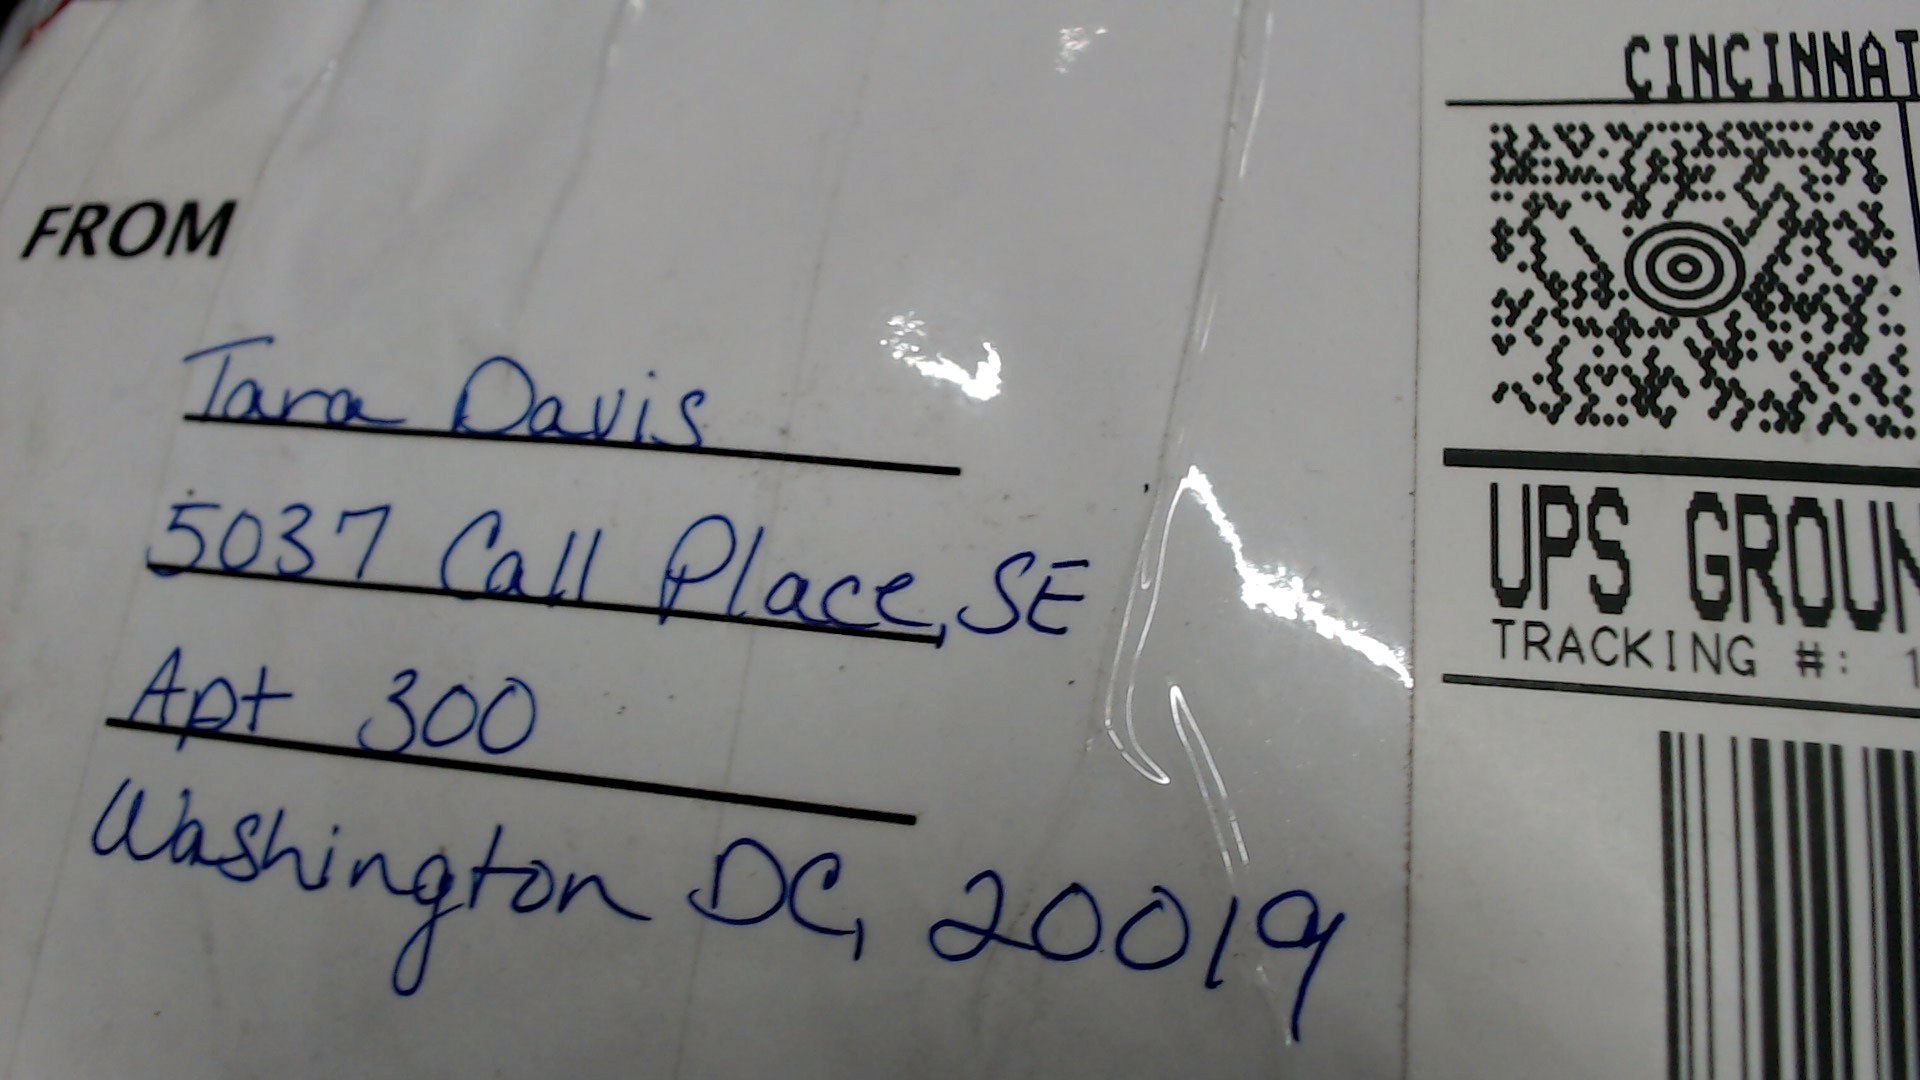 FROM
Tara Davis
5037 Call Place, SE
Apt 300
Washington DC, 20019
CINCINNAT
UPS GROUN
TRACKING #: 1